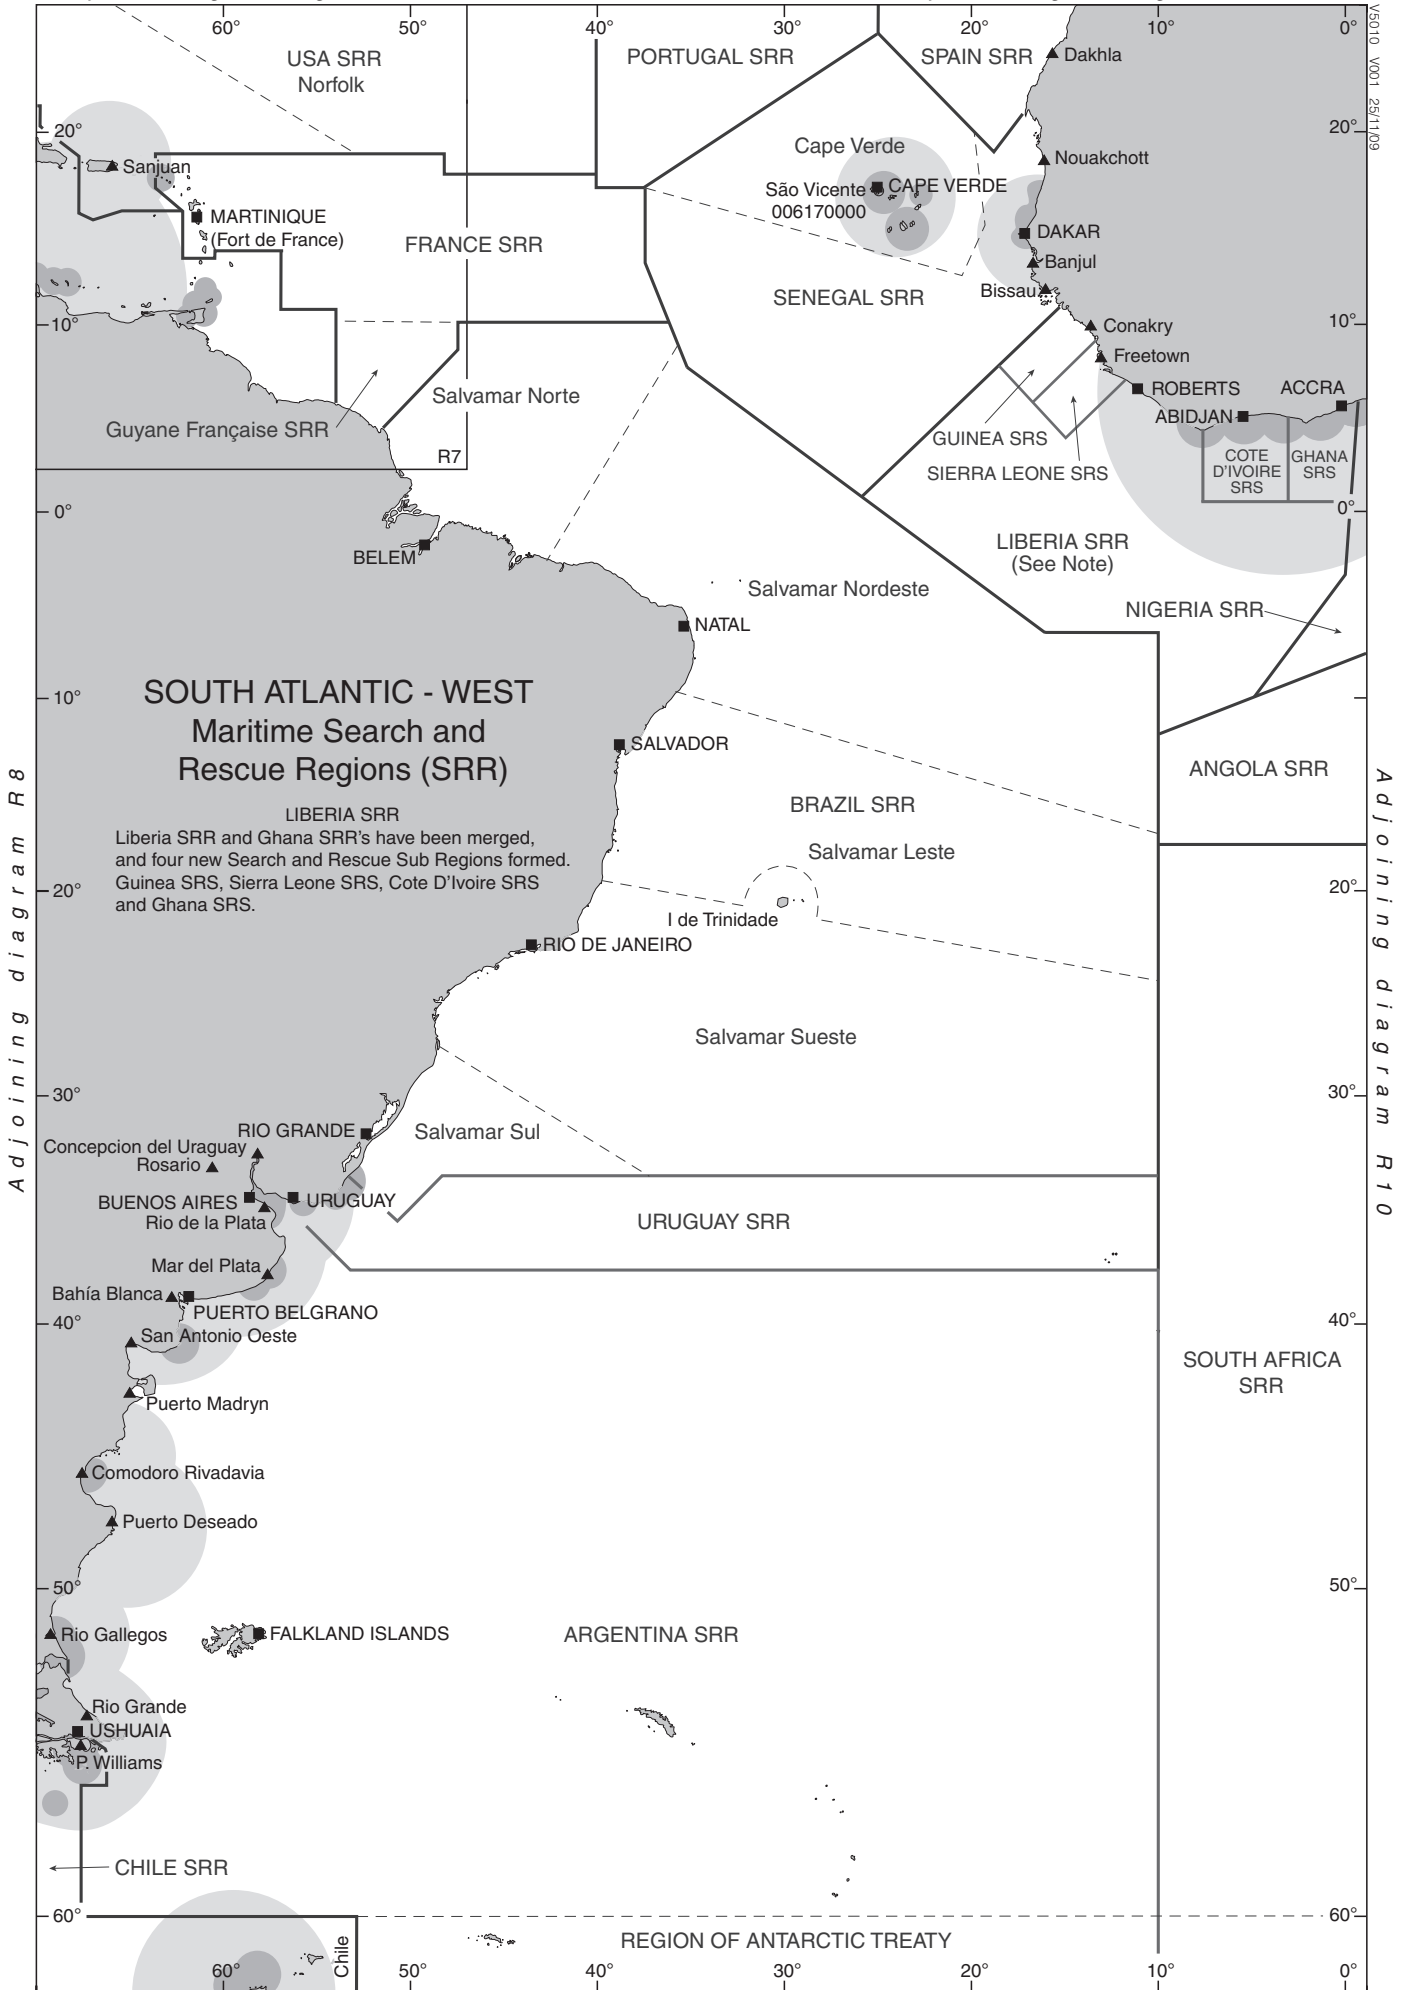 60°
50°
40°
30°
20°
10°
0°
V5010 V001 25/11/09
USA SRR
Norfolk
PORTUGAL SRR
SPAIN SRR
Dakhla
20°
20°
Cape Verde
Nouakchott
Sanjuan
São Vicente
006170000
CAPE VERDE
MARTINIQUE
(Fort de France)
FRANCE SRR
DAKAR
Banjul
Bissau
SENEGAL SRR
10°
10°
Conakry
Freetown
ROBERTS
ACCRA
ABIDJAN
Salvamar Norte
Guyane Française SRR
R7
GUINEA SRS
SIERRA LEONE SRS
COTE
D'IVOIRE
SRS
GHANA
SRS
0°
0°
BELEM
LIBERIA SRR
(See Note)
Salvamar Nordeste
NIGERIA SRR
NATAL
10°
SOUTH ATLANTIC - WEST
Maritime Search and
Rescue Regions (SRR)
SALVADOR
ANGOLA SRR
BRAZIL SRR
LIBERIA SRR
Liberia SRR and Ghana SRR's have been merged,
and four new Search and Rescue Sub Regions formed.
Guinea SRS, Sierra Leone SRS, Cote D'Ivoire SRS
and Ghana SRS.
Salvamar Leste
20°
20°
I de Trinidade
RIO DE JANEIRO
Adjoining diagram R8
Adjoining diagram R10
Salvamar Sueste
30°
30°
RIO GRANDE
Salvamar Sul
Concepcion del Uraguay
Rosario
BUENOS AIRES
URUGUAY
Rio de la Plata
URUGUAY SRR
Mar del Plata
Bahía Blanca
PUERTO BELGRANO
40°
40°
San Antonio Oeste
SOUTH AFRICA
SRR
Puerto Madryn
Comodoro Rivadavia
Puerto Deseado
50°
50°
Rio Gallegos
FALKLAND ISLANDS
ARGENTINA SRR
Rio Grande
USHUAIA
P. Williams
CHILE SRR
60°
60°
Chile
REGION OF ANTARCTIC TREATY
60°
50°
40°
30°
20°
10°
0°